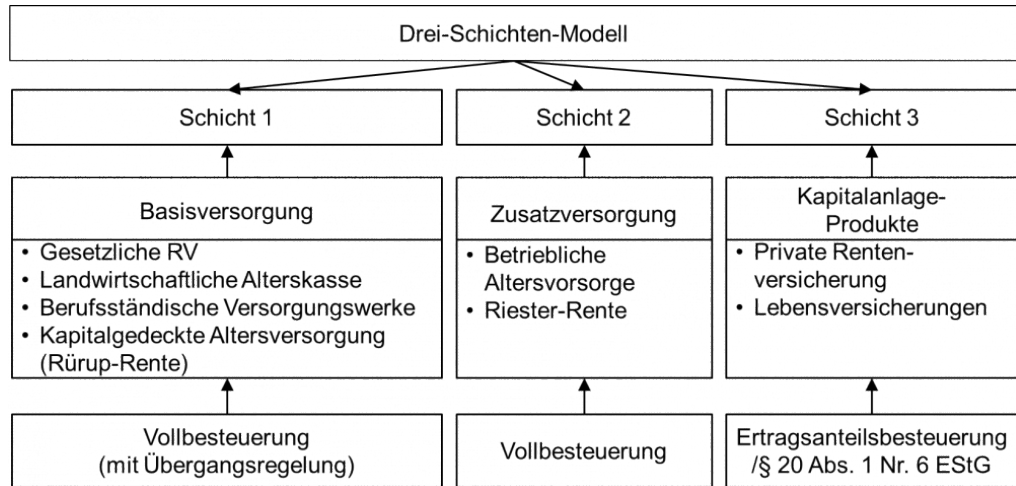 Drei-Schichten-Modell
Schicht 1
Schicht 2
Schicht 3
Basisversorgung
• Gesetzliche RV
• Landwirtschaftliche Alterskasse
• Berufsständische Versorgungswerke
• Kapitalgedeckte Altersversorgung
(Rürup-Rente)
Zusatzversorgung
• Betriebliche
Altersvorsorge
• Riester-Rente
Kapitalanlage-
Produkte
• Private Renten-
versicherung
• Lebensversicherungen
Vollbesteuerung
(mit Übergangsregelung)
Vollbesteuerung
Ertragsanteilsbesteuerung
/§ 20 Abs. 1 Nr. 6 EStG